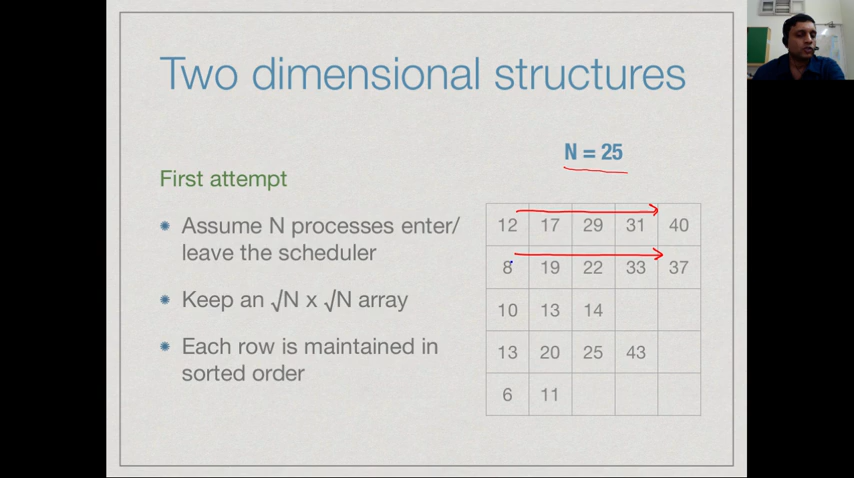 Two dimensional structures
N = 25
First attempt
Assume N processes enter/
leave the scheduler
Keep an √N x √N array
Each row is maintained in
sorted order
12 17 29 31 40
8 19 22 33 37
10 13 14
13 20 25 43
6 11